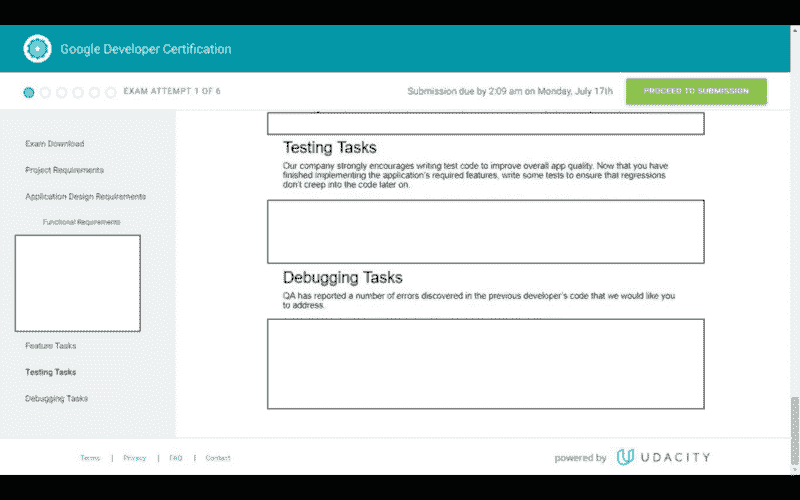 Google Developer Certification
EXAM ATTEMPT 1 OF 6
Submission due by 2:09 am on Monday, July 17th
PROCEED TO SUBMISSION
Exam Download
Project Requirements
Application Design Requirements
Functional Requirements
Feature Tasks
Testing Tasks
Debugging Tasks
Testing Tasks
Our company strongly encourages writing test code to improve overall app quality. Now that you have
finished implementing the application's required features, write some tests to ensure that regressions
don't creep into the code later on.
Debugging Tasks
QA has reported a number of errors discovered in the previous developer's code that we would like you
to address.
Terms | Privacy | FAQ | Contact
powered by UDACITY